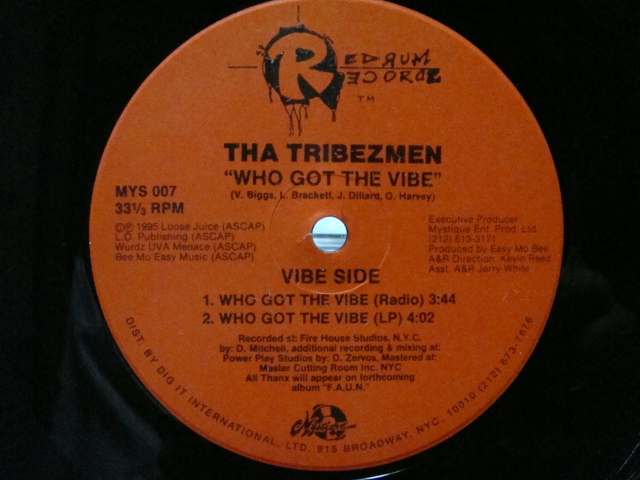 REDRUM
RECORDZ
TM
THA TRIBEZMEN
"WHO GOT THE VIBE"
(V. Biggs, L. Brackett, J. Dillard, O. Harvey)
MYS 007
33⅓ RPM
©℗ 1995 Loose Juice (ASCAP)
L.O. Publishing (ASCAP)
Wurdz UVA Menace (ASCAP)
Bee Mo Easy Music (ASCAP)
Executive Producer
Mystique Ent. Prod. Ltd.
(212) 613-3171
Produced by Easy Mo Bee
A&R Direction: Kevin Reed
Asst. A&R Jerry White
VIBE SIDE
1. WHO GOT THE VIBE (Radio) 3:44
2. WHO GOT THE VIBE (LP) 4:02
Recorded at: Fire House Studios, N.Y.C.
by: D. Mitchell, additional recording & mixing at:
Power Play Studios by: D. Zervos, Mastered at:
Master Cutting Room Inc. NYC
All Thanx will appear on forthcoming
album "F.A.U.N."
DIST. BY DIG IT INTERNATIONAL, LTD. 915 BROADWAY, NYC, 10010 (212) 673-7676